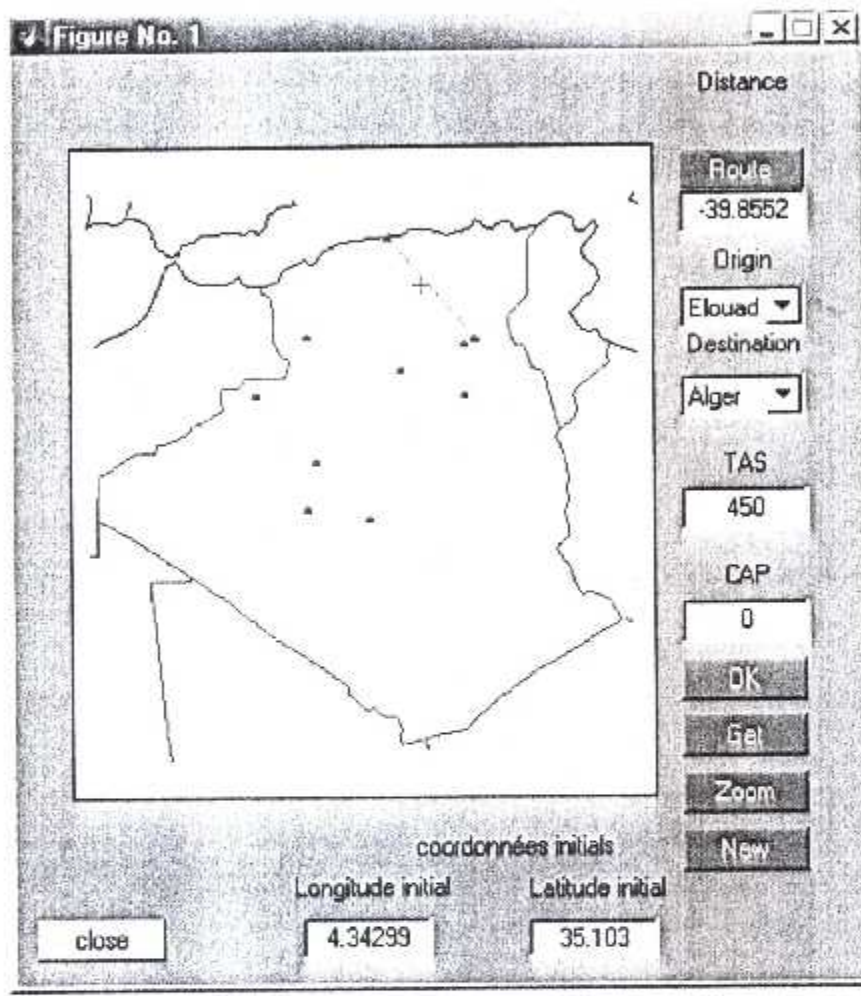 Figure No. 1
Distance
Route
-39.8552
Origin
Elouad
Destination
Alger
TAS
450
CAP
0
OK
Get
Zoom
New
coordonnées initials
Longitude initial
Latitude initial
close
4.34299
35.103